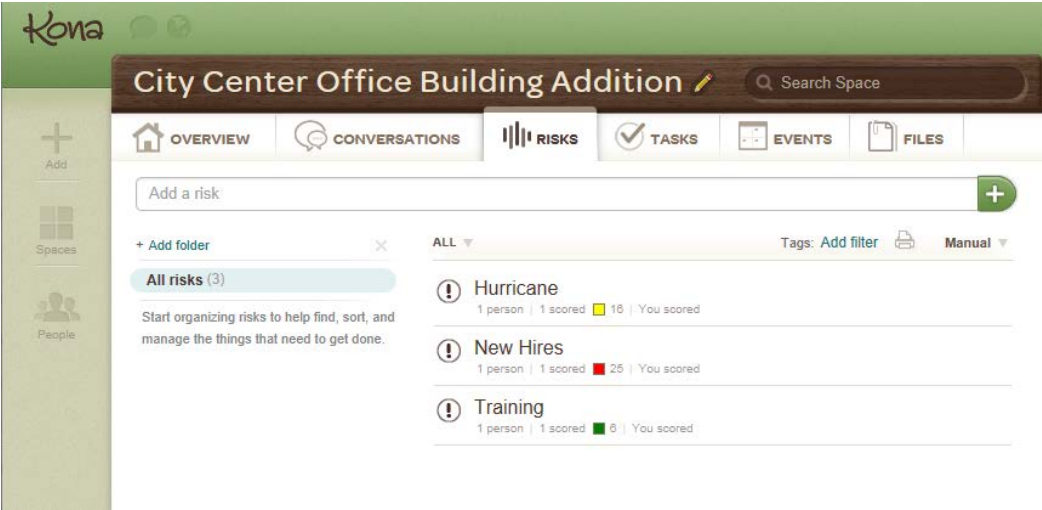 Kona
City Center Office Building Addition
Search Space
OVERVIEW
CONVERSATIONS
RISKS
TASKS
EVENTS
FILES
Add
Spaces
People
Add a risk
+ Add folder
All risks (3)
Start organizing risks to help find, sort, and
manage the things that need to get done.
ALL
Tags: Add filter
Manual
Hurricane
1 person | 1 scored 16 | You scored
New Hires
1 person | 1 scored 25 | You scored
Training
1 person | 1 scored 6 | You scored